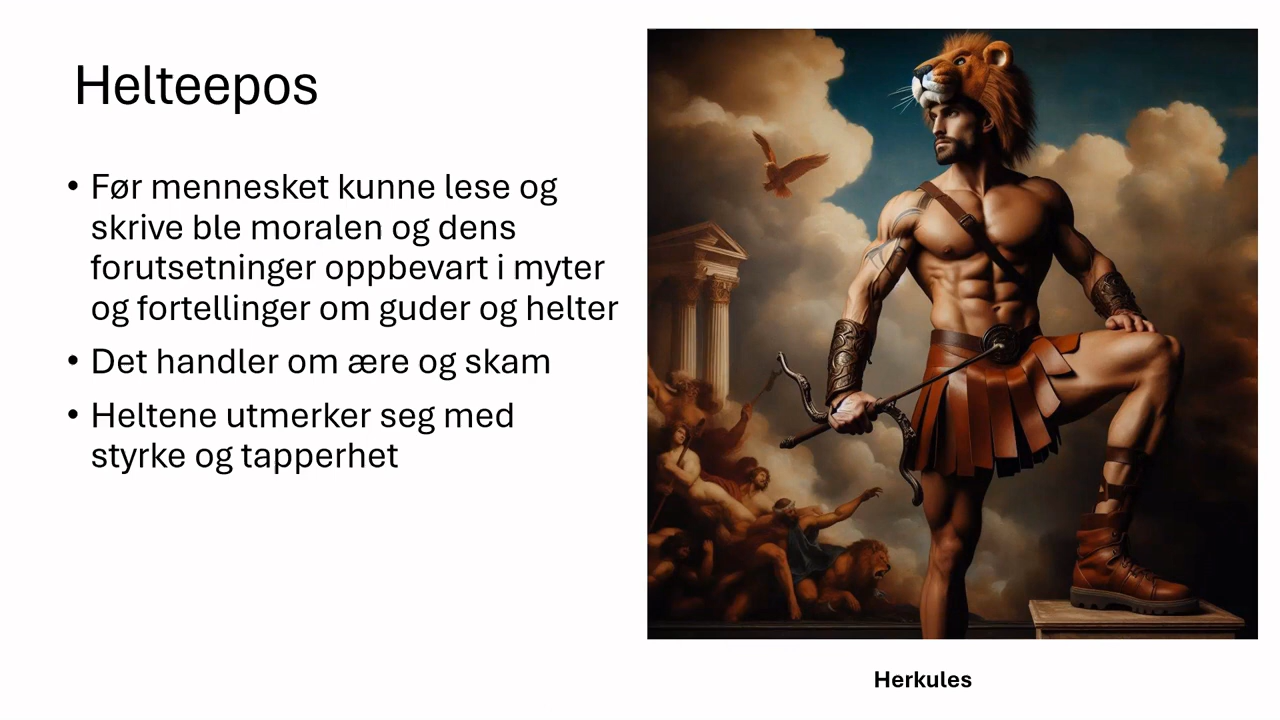 Helteepos
• Før mennesket kunne lese og
skrive ble moralen og dens
forutsetninger oppbevart i myter
og fortellinger om guder og helter
• Det handler om ære og skam
• Heltene utmerker seg med
styrke og tapperhet
Herkules